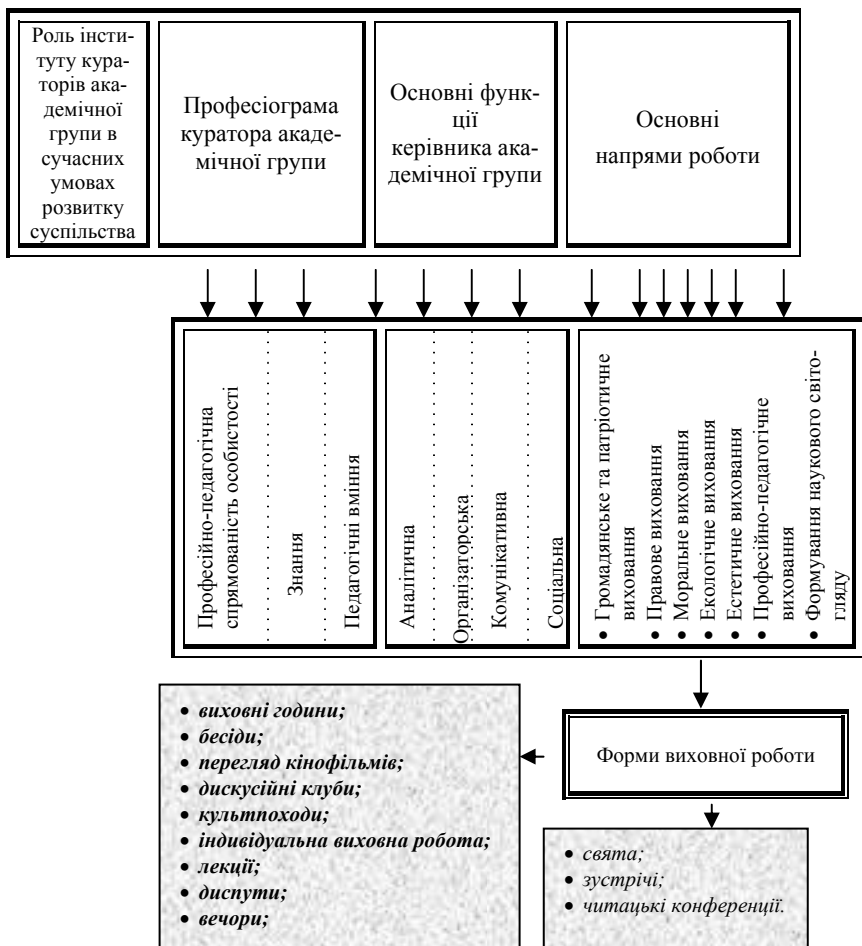 Роль інсти-
туту кура-
торів ака-
демічної
групи в
сучасних
умовах
розвитку
суспільства
Професіограма
куратора акаде-
мічної групи
Основні функ-
ції
керівника ака-
демічної групи
Основні
напрями роботи
Професійно-педагогічна
спрямованість особистості
Знання
Педагогічні вміння
Аналітична
Організаторська
Комунікативна
Соціальна
• Громадянське та патріотичне
виховання
• Правове виховання
• Моральне виховання
• Екологічне виховання
• Естетичне виховання
• Професійно-педагогічне
виховання
• Формування наукового світо-
гляду
Форми виховної роботи
• виховні години;
• бесіди;
• перегляд кінофільмів;
• дискусійні клуби;
• культпоходи;
• індивідуальна виховна робота;
• лекції;
• диспути;
• вечори;
• свята;
• зустрічі;
• читацькі конференції.